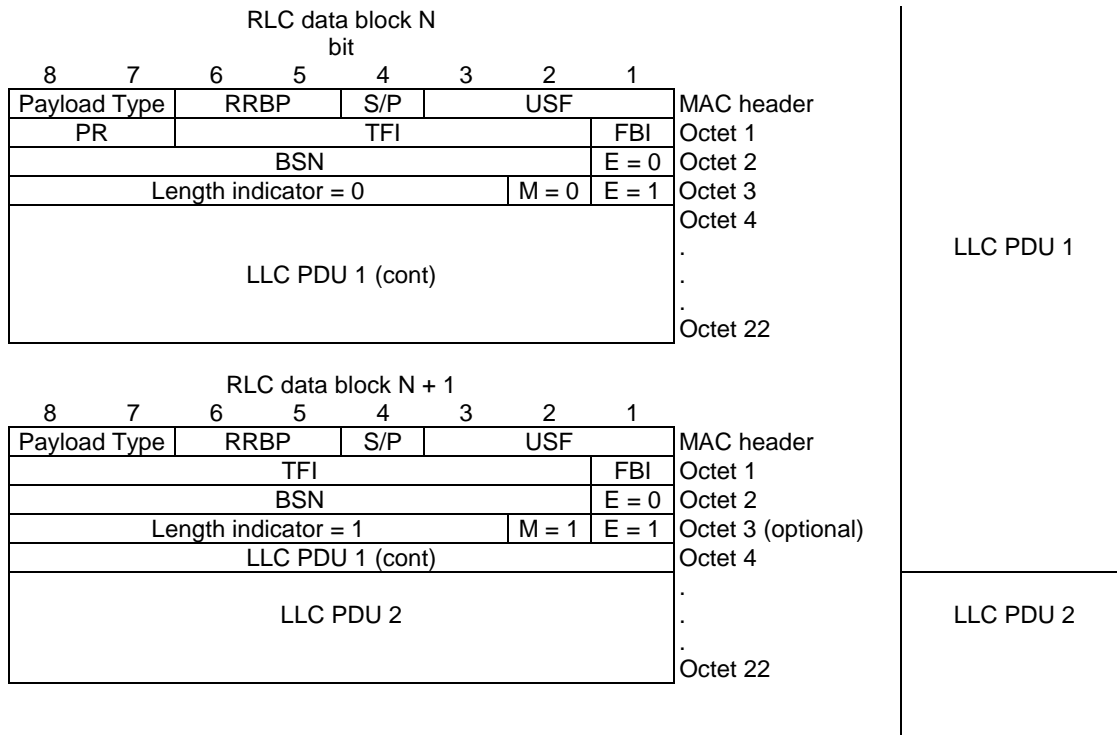 RLC data block N
bit
8 7 6 5 4 3 2 1
Payload Type RRBP S/P USF MAC header
PR TFI FBI Octet 1
BSN E = 0 Octet 2
Length indicator = 0 M = 0 E = 1 Octet 3
Octet 4
.
LLC PDU 1
LLC PDU 1 (cont) .
.
Octet 22
RLC data block N + 1
8 7 6 5 4 3 2 1
Payload Type RRBP S/P USF MAC header
TFI FBI Octet 1
BSN E = 0 Octet 2
Length indicator = 1 M = 1 E = 1 Octet 3 (optional)
LLC PDU 1 (cont) Octet 4
.
LLC PDU 2 . LLC PDU 2
.
Octet 22